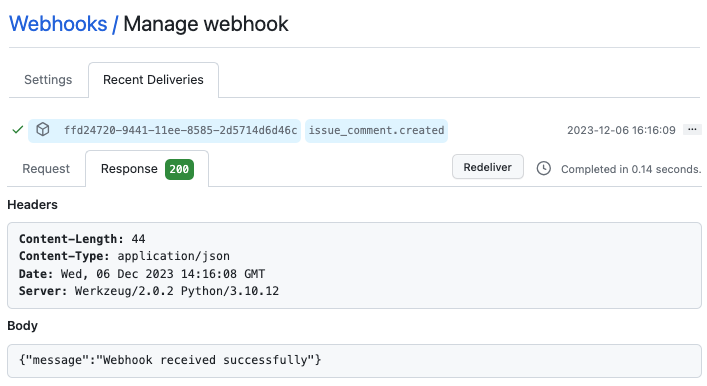 Webhooks / Manage webhook
Settings
Recent Deliveries
ffd24720-9441-11ee-8585-2d5714d6d46c issue_comment.created 2023-12-06 16:16:09 ...
Request
Response 200
Redeliver
Completed in 0.14 seconds.
Headers
Content-Length: 44
Content-Type: application/json
Date: Wed, 06 Dec 2023 14:16:08 GMT
Server: Werkzeug/2.0.2 Python/3.10.12
Body
{"message":"Webhook received successfully"}